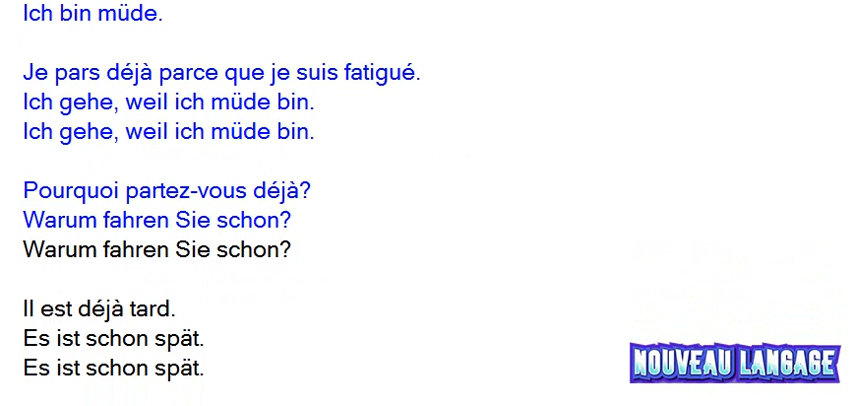 Ich bin müde.
Je pars déjà parce que je suis fatigué.
Ich gehe, weil ich müde bin.
Ich gehe, weil ich müde bin.
Pourquoi partez-vous déjà?
Warum fahren Sie schon?
Warum fahren Sie schon?
Il est déjà tard.
Es ist schon spät.
Es ist schon spät.
NOUVEAU LANGAGE